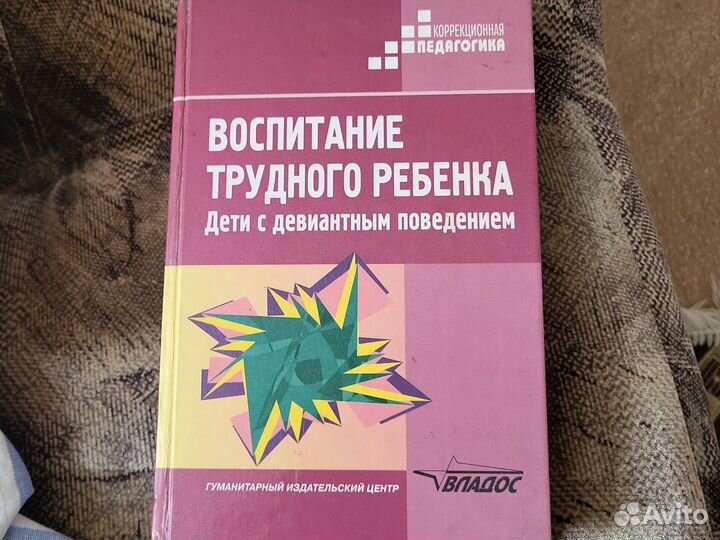 КОРРЕКЦИОННАЯ
ПЕДАГОГИКА
ВОСПИТАНИЕ
ТРУДНОГО РЕБЕНКА
Дети с девиантным поведением
ГУМАНИТАРНЫЙ ИЗДАТЕЛЬСКИЙ ЦЕНТР
ВЛАДОС
Avito